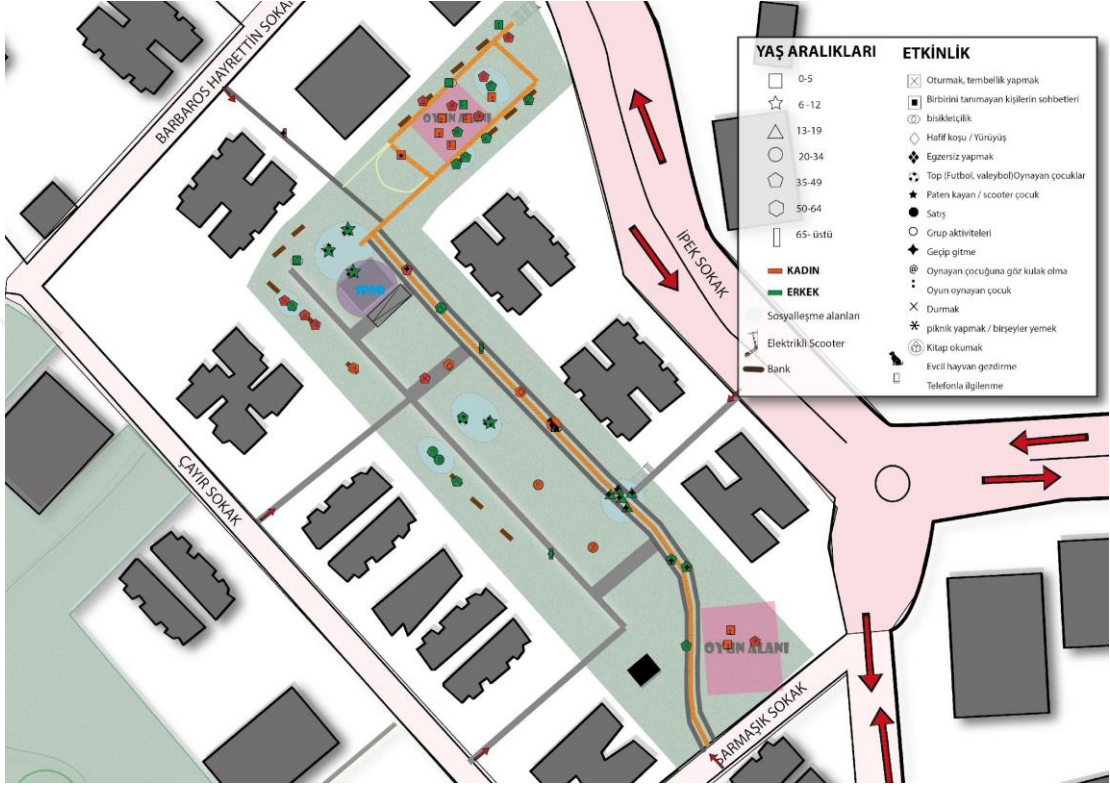 BARBAROS HAYRETTİN SOKAK
OYUN ALANI
SPOR
İPEK SOKAK
ÇAYIR SOKAK
OYUN ALANI
SARMAŞIK SOKAK
YAŞ ARALIKLARI
0-5
6 -12
13-19
20-34
35-49
50-64
65- üstü
KADIN
ERKEK
Sosyalleşme alanları
Elektrikli Scooter
Bank
ETKİNLİK
Oturmak, tembellik yapmak
Birbirini tanımayan kişilerin sohbetleri
bisikletçilik
Hafif koşu / Yürüyüş
Egzersiz yapmak
Top (Futbol, valeybol)Oynayan çocuklar
Paten kayan / scooter çocuk
Satış
Grup aktiviteleri
Geçip gitme
@ Oynayan çocuğuna göz kulak olma
Oyun oynayan çocuk
Durmak
piknik yapmak / birşeyler yemek
Kitap okumak
Evcil hayvan gezdirme
Telefonla ilgilenme